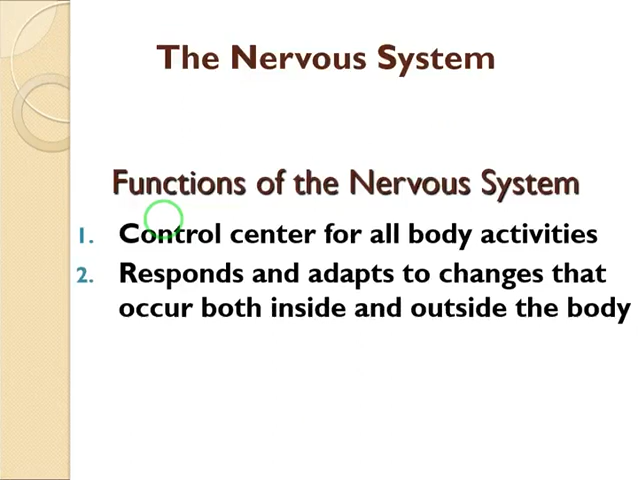 The Nervous System
Functions of the Nervous System
1. Control center for all body activities
2. Responds and adapts to changes that
occur both inside and outside the body